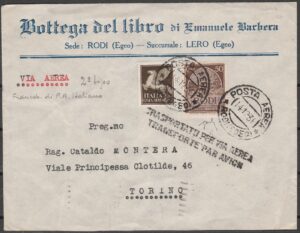 Bottega del libro di Emanuele Barbera
Sede: RODI (Egeo) — Succursale: LERO (Egeo)
VIA AEREA
POSTA AEREA
ITALIA
Preg.mo
Rag. Cataldo MONTERA
Viale Principessa Clotilde, 46
TORINO
TRASPORTATO PER VIA AEREA
TRANSPORTE PAR AVION